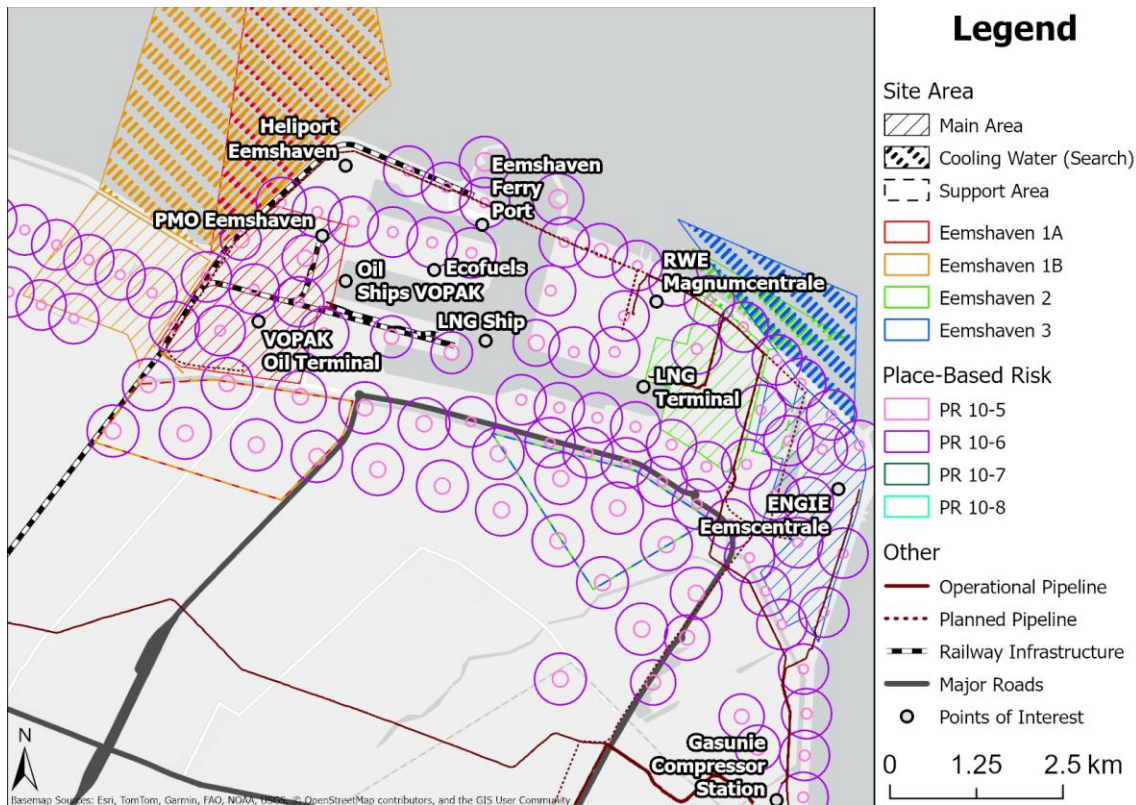 Heliport
Eemshaven
Eemshaven
Ferry
Port
PMO Eemshaven
Oil
Ships VOPAK
Ecofuels
RWE
Magnumcentrale
VOPAK
Oil Terminal
LNG Ship
LNG
Terminal
ENGIE
Eemscentrale
Gasunie
Compressor
Station
N
Basemap Sources: Esri, TomTom, Garmin, FAO, NOAA, USGS, © OpenStreetMap contributors, and the GIS User Community
Legend
Site Area
Main Area
Cooling Water (Search)
Support Area
Eemshaven 1A
Eemshaven 1B
Eemshaven 2
Eemshaven 3
Place-Based Risk
PR 10-5
PR 10-6
PR 10-7
PR 10-8
Other
Operational Pipeline
Planned Pipeline
Railway Infrastructure
Major Roads
Points of Interest
0 1.25 2.5 km